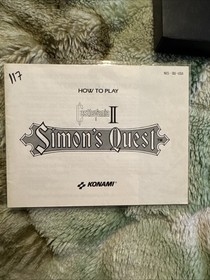 117
HOW TO PLAY
Castlevania II
Simon's Quest
KONAMI